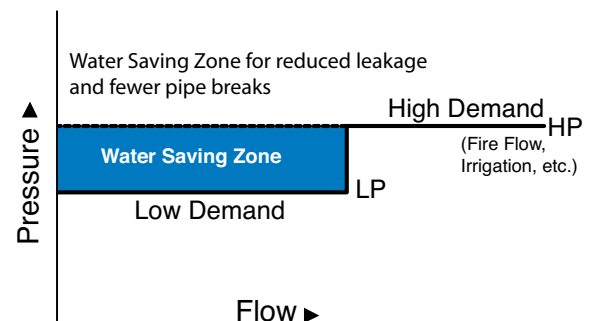 Water Saving Zone for reduced leakage
and fewer pipe breaks
High Demand
HP
(Fire Flow,
Irrigation, etc.)
Water Saving Zone
LP
Low Demand
Pressure ▶
Flow ▶